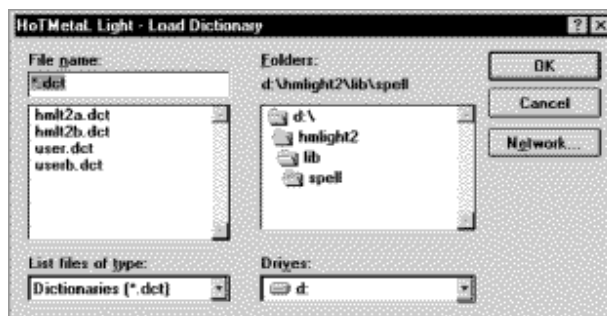 HoTMetaL Light - Load Dictionary
File name:
*.dct
hmlt2a.dct
hmlt2b.dct
user.dct
userb.dct
List files of type:
Dictionaries (*.dct)
Folders:
d:\hmlight2\lib\spell
d:\
hmlight2
lib
spell
Drives:
d:
OK
Cancel
Network...